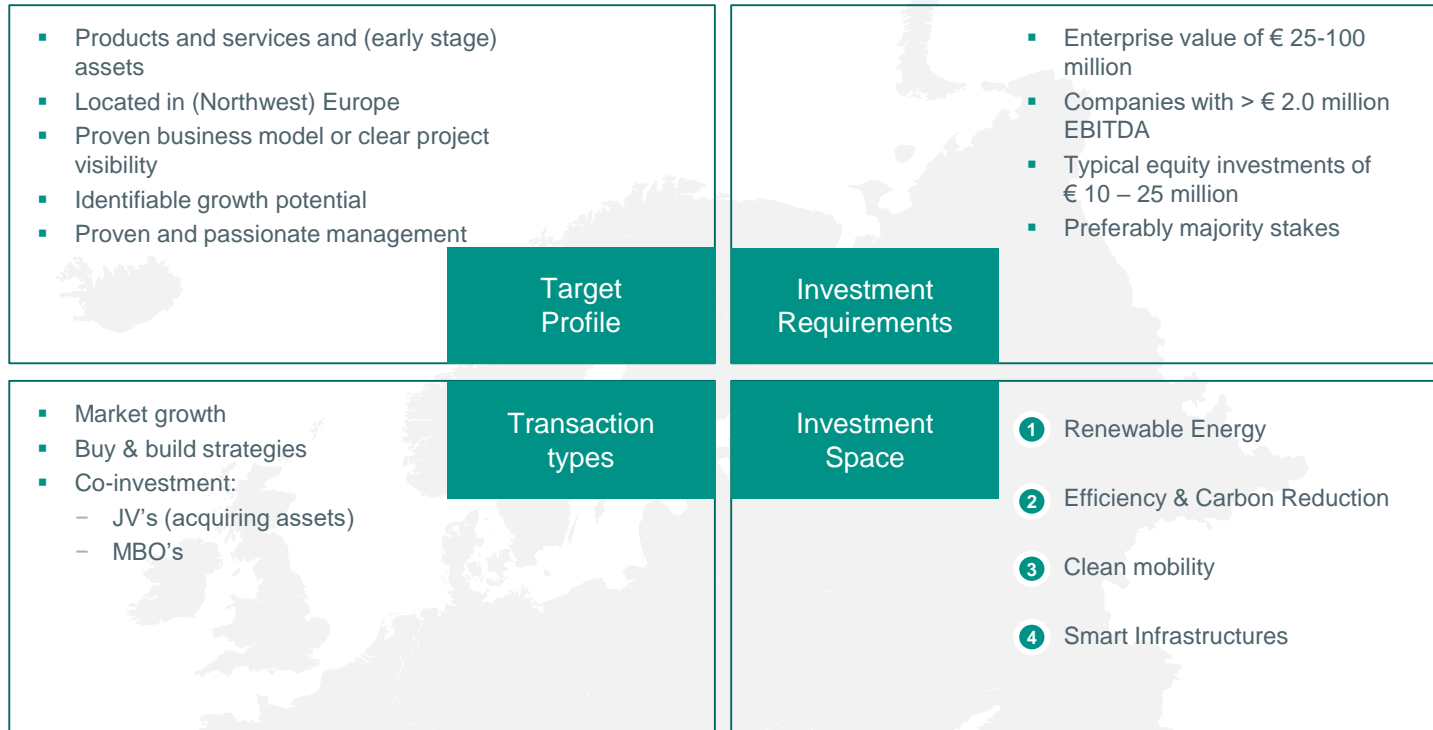 ▪ Products and services and (early stage)
assets
▪ Located in (Northwest) Europe
▪ Proven business model or clear project
visibility
▪ Identifiable growth potential
▪ Proven and passionate management
Target
Profile
▪ Enterprise value of € 25-100
million
▪ Companies with > € 2.0 million
EBITDA
▪ Typical equity investments of
€ 10 – 25 million
▪ Preferably majority stakes
Investment
Requirements
▪ Market growth
▪ Buy & build strategies
▪ Co-investment:
− JV's (acquiring assets)
− MBO's
Transaction
types
Investment
Space
1 Renewable Energy
2 Efficiency & Carbon Reduction
3 Clean mobility
4 Smart Infrastructures